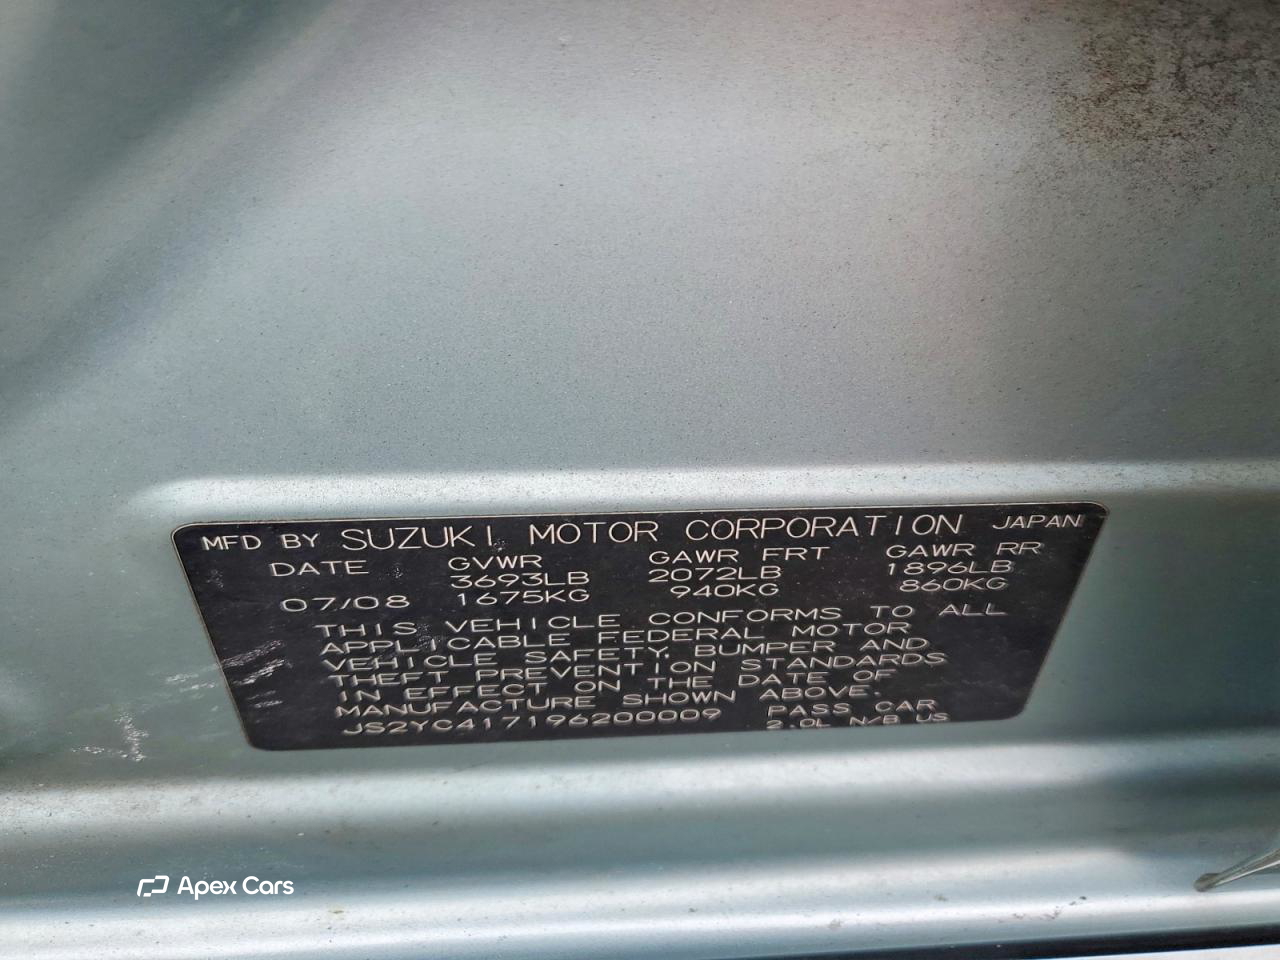 MFD BY SUZUKI MOTOR CORPORATION JAPAN
DATE GVWR GAWR FRT GAWR RR
3693LB 2072LB 1896LB
07/08 1675KG 940KG 860KG
THIS VEHICLE CONFORMS TO ALL
APPLICABLE FEDERAL MOTOR
VEHICLE SAFETY, BUMPER AND
THEFT PREVENTION STANDARDS
IN EFFECT ON THE DATE OF
MANUFACTURE SHOWN ABOVE.
JS2YC417196200009 PASS CAR
2.0L N/B US
Apex Cars